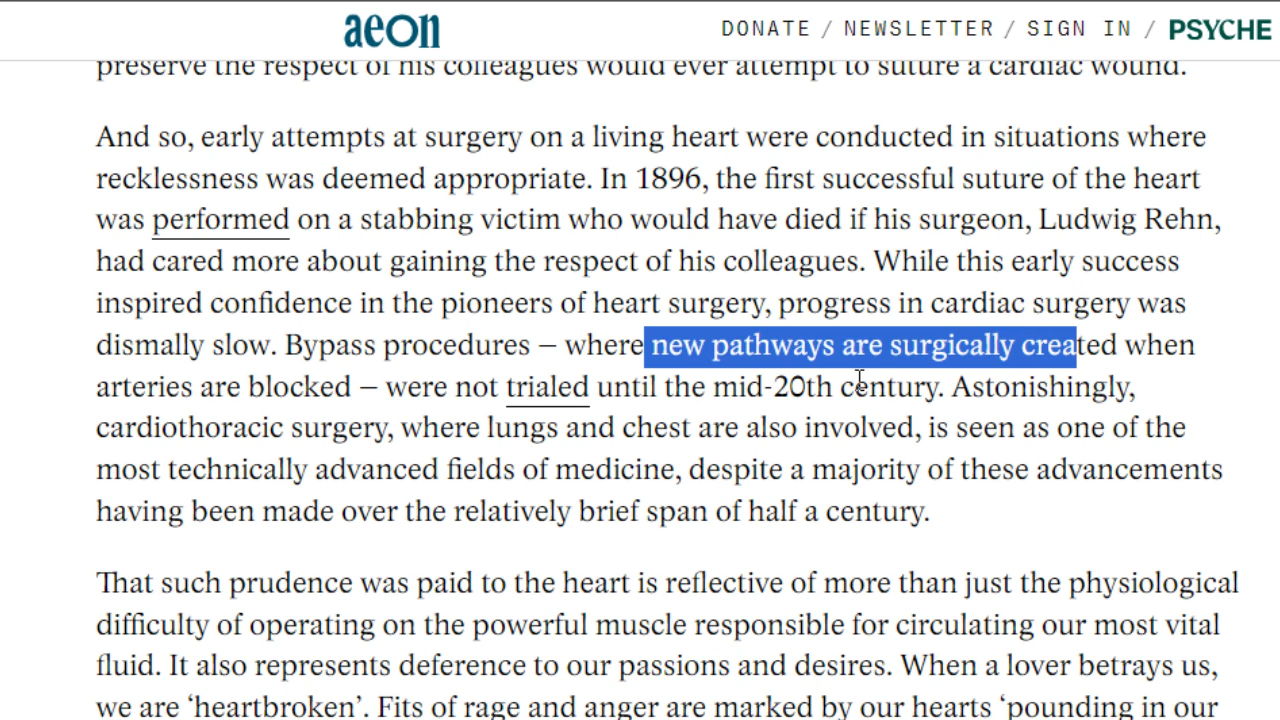 aeon
DONATE / NEWSLETTER / SIGN IN / PSYCHE
preserve the respect of his colleagues would ever attempt to suture a cardiac wound.
And so, early attempts at surgery on a living heart were conducted in situations where
recklessness was deemed appropriate. In 1896, the first successful suture of the heart
was performed on a stabbing victim who would have died if his surgeon, Ludwig Rehn,
had cared more about gaining the respect of his colleagues. While this early success
inspired confidence in the pioneers of heart surgery, progress in cardiac surgery was
dismally slow. Bypass procedures – where new pathways are surgically created when
arteries are blocked – were not trialed until the mid-20th century. Astonishingly,
cardiothoracic surgery, where lungs and chest are also involved, is seen as one of the
most technically advanced fields of medicine, despite a majority of these advancements
having been made over the relatively brief span of half a century.
That such prudence was paid to the heart is reflective of more than just the physiological
difficulty of operating on the powerful muscle responsible for circulating our most vital
fluid. It also represents deference to our passions and desires. When a lover betrays us,
we are ‘heartbroken’. Fits of rage and anger are marked by our hearts ‘pounding in our